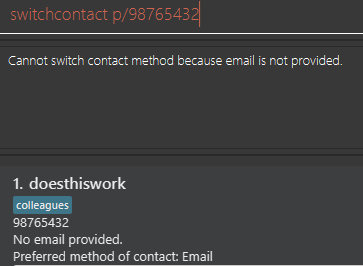 switchcontact p/98765432
Cannot switch contact method because email is not provided.
1. doesthiswork
colleagues
98765432
No email provided.
Preferred method of contact: Email